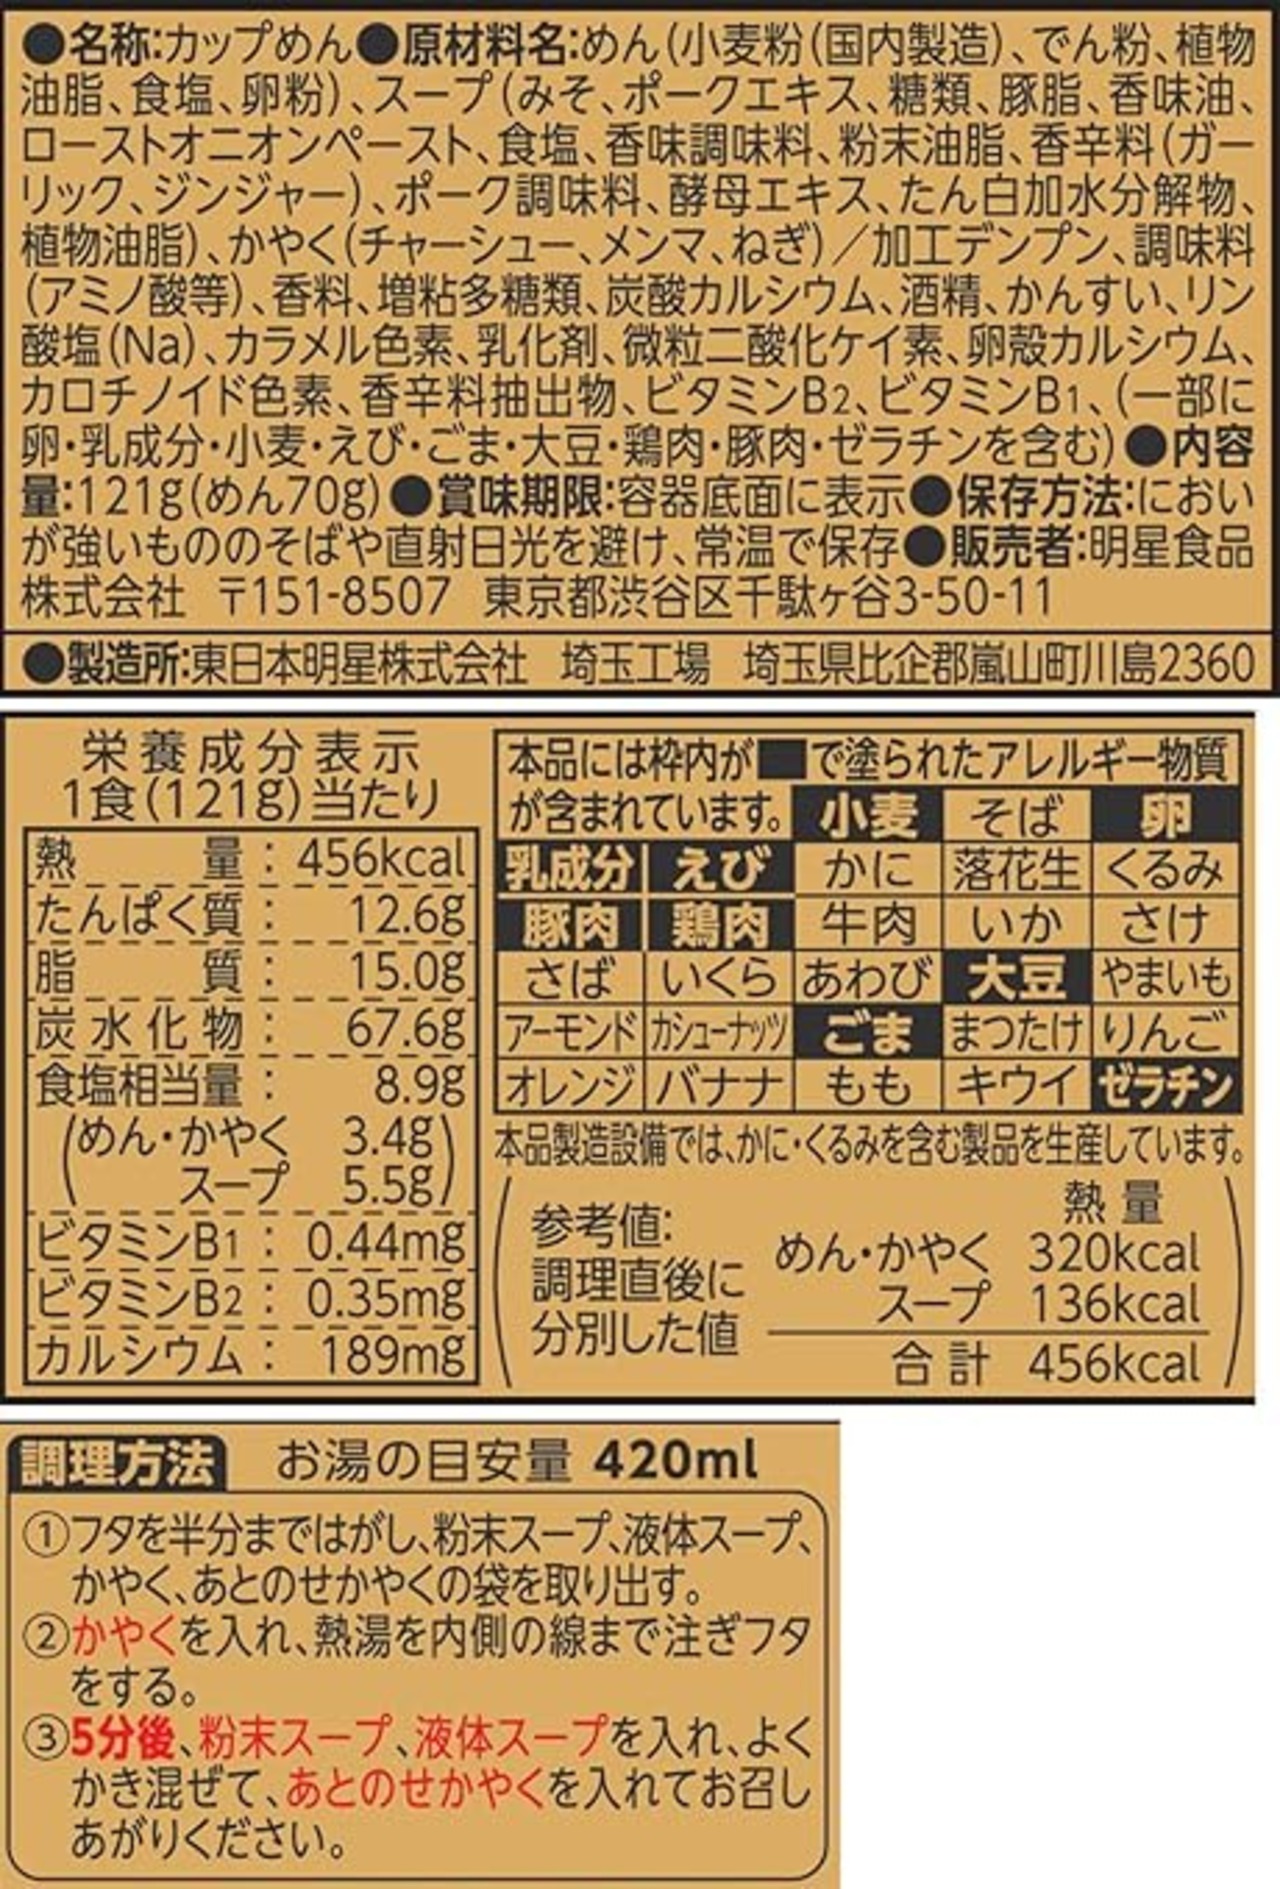 ●名称:カップめん●原材料名:めん(小麦粉(国内製造)、でん粉、植物
油脂、食塩、卵粉)、スープ(みそ、ポークエキス、糖類、豚脂、香味油、
ローストオニオンペースト、食塩、香味調味料、粉末油脂、香辛料(ガー
リック、ジンジャー)、ポーク調味料、酵母エキス、たん白加水分解物、
植物油脂)、かやく(チャーシュー、メンマ、ねぎ)/加工デンプン、調味料
(アミノ酸等)、香料、増粘多糖類、炭酸カルシウム、酒精、かんすい、リン
酸塩(Na)、カラメル色素、乳化剤、微粒二酸化ケイ素、卵殻カルシウム、
カロチノイド色素、香辛料抽出物、ビタミンB2、ビタミンB1、(一部に
卵・乳成分・小麦・えび・ごま・大豆・鶏肉・豚肉・ゼラチンを含む)●内容
量:121g(めん70g)●賞味期限:容器底面に表示●保存方法:におい
が強いもののそばや直射日光を避け、常温で保存●販売者:明星食品
株式会社 〒151-8507 東京都渋谷区千駄ヶ谷3-50-11
●製造所:東日本明星株式会社 埼玉工場 埼玉県比企郡嵐山町川島2360
栄養成分表示
1食(121g)当たり
熱量: 456kcal
たんぱく質: 12.6g
脂質: 15.0g
炭水化物: 67.6g
食塩相当量: 8.9g
(めん・かやく 3.4g
スープ 5.5g)
ビタミンB1: 0.44mg
ビタミンB2: 0.35mg
カルシウム: 189mg
本品には枠内が■で塗られたアレルギー物質
が含まれています。 小麦 そば 卵
乳成分 えび かに 落花生 くるみ
豚肉 鶏肉 牛肉 いか さけ
さば いくら あわび 大豆 やまいも
アーモンド カシューナッツ ごま まつたけ りんご
オレンジ バナナ もも キウイ ゼラチン
本品製造設備では、かに・くるみを含む製品を生産しています。
熱量
参考値:
調理直後に
分別した値
めん・かやく 320kcal
スープ 136kcal
合計 456kcal
調理方法 お湯の目安量 420ml
①フタを半分まではがし、粉末スープ、液体スープ、
かやく、あとのせかやくの袋を取り出す。
②かやくを入れ、熱湯を内側の線まで注ぎフタ
をする。
③5分後、粉末スープ、液体スープを入れ、よく
かき混ぜて、あとのせかやくを入れてお召し
あがりください。